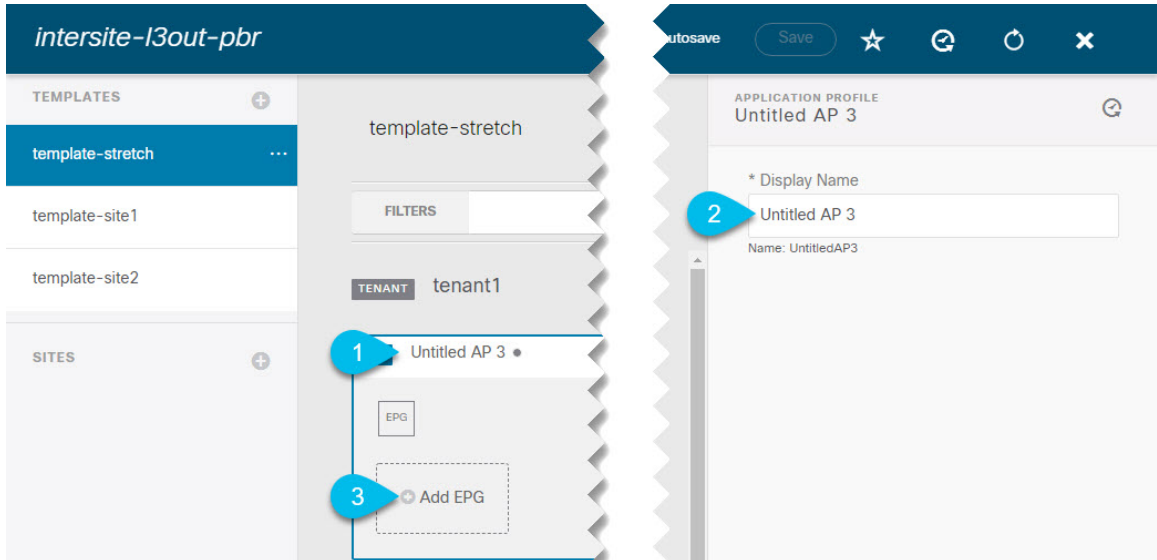 intersite-l3out-pbr
TEMPLATES
template-stretch
template-site1
template-site2
SITES
template-stretch
FILTERS
TENANT tenant1
1 Untitled AP 3
EPG
3 Add EPG
utosave Save
APPLICATION PROFILE
Untitled AP 3
* Display Name
2 Untitled AP 3
Name: UntitledAP3